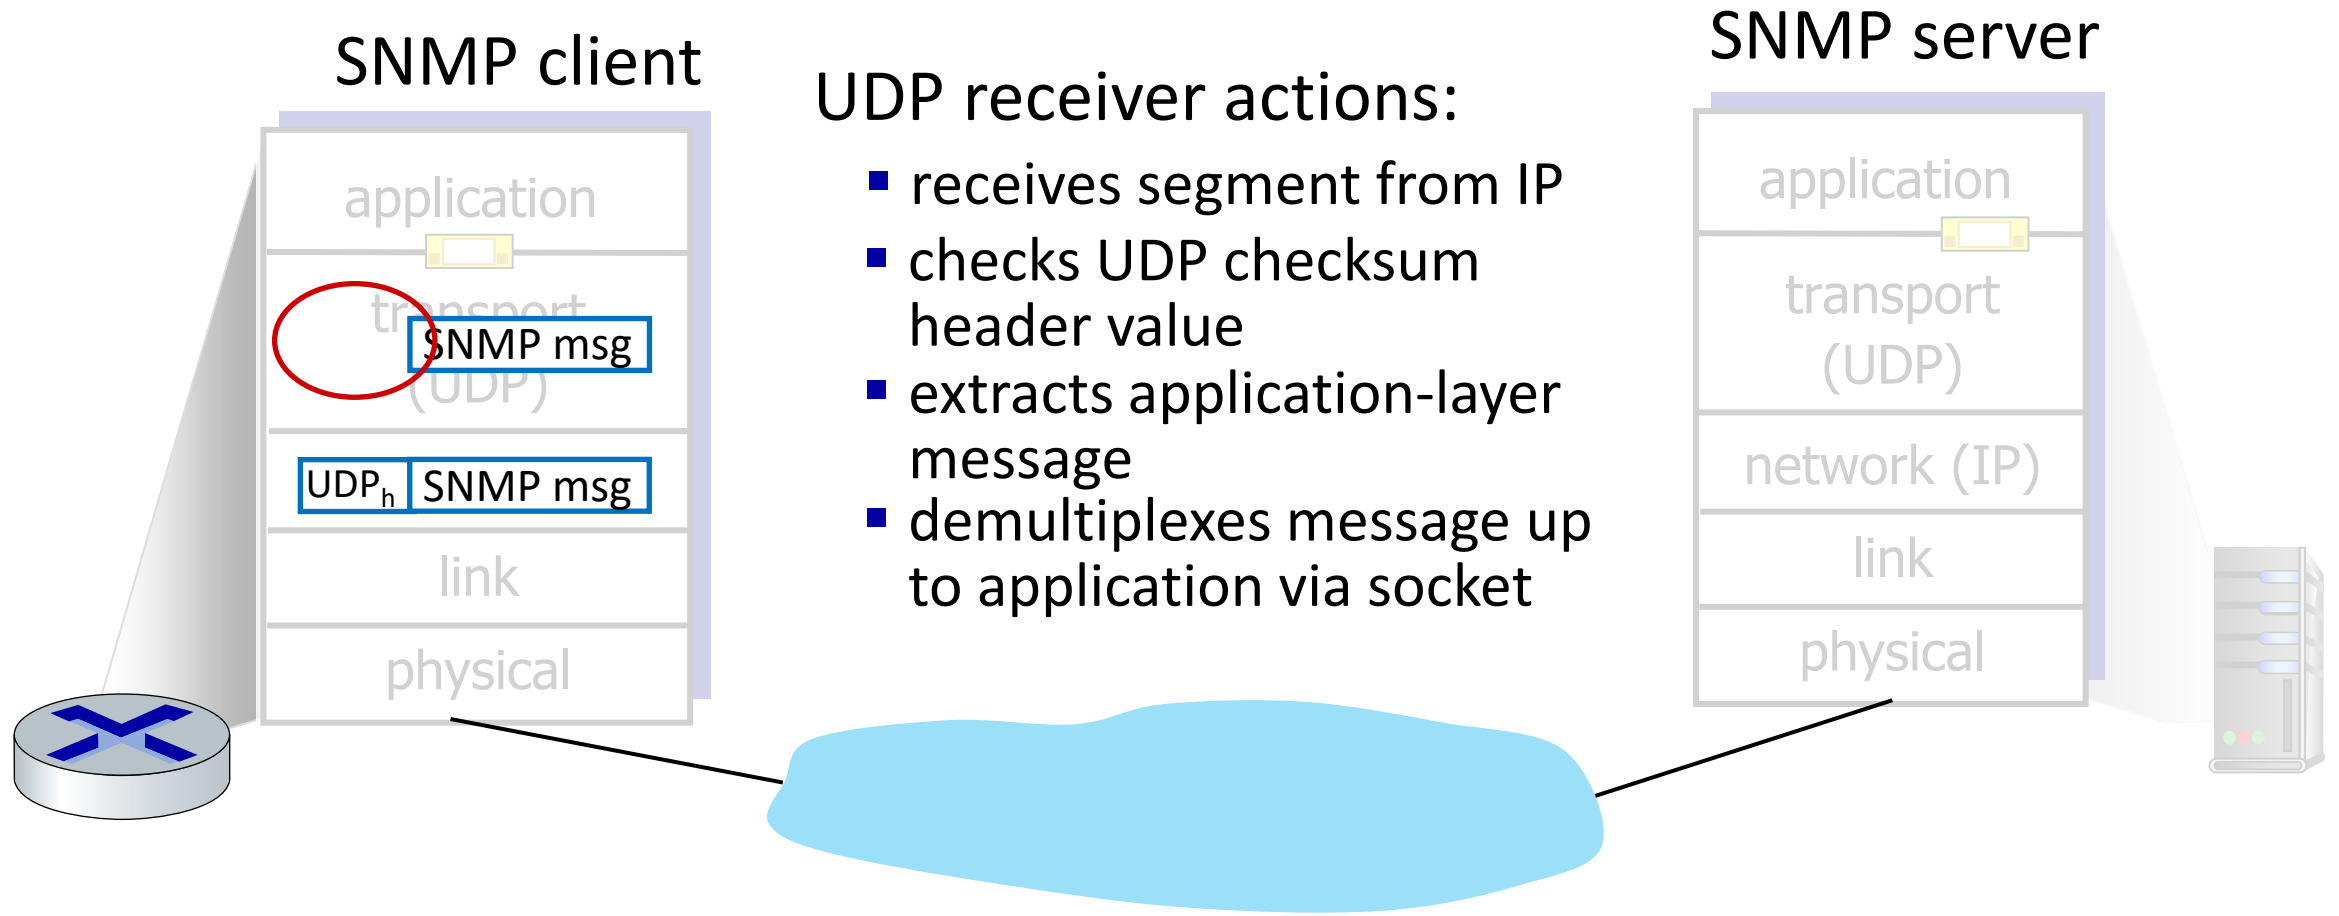 SNMP client
application
transport
SNMP msg
(UDP)
UDPh SNMP msg
link
physical
UDP receiver actions:
receives segment from IP
checks UDP checksum
header value
extracts application-layer
message
demultiplexes message up
to application via socket
SNMP server
application
transport
(UDP)
network (IP)
link
physical